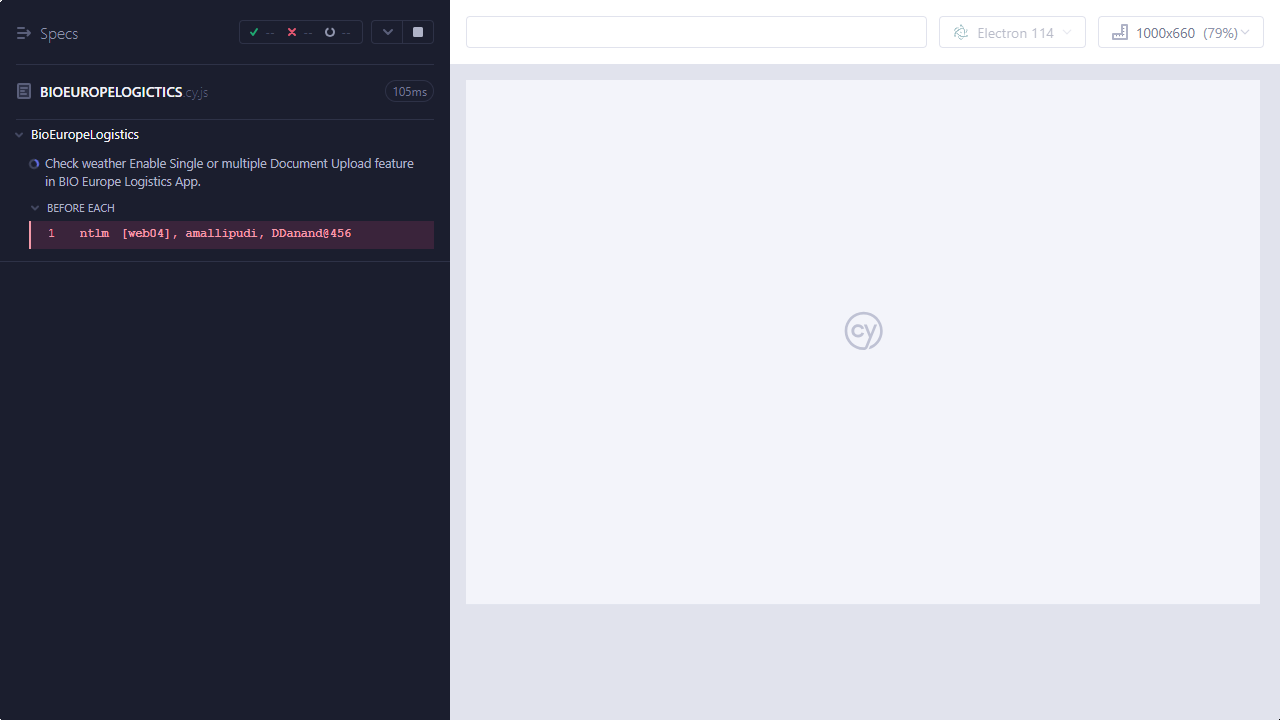 Specs
-- -- --
BIOEUROPELOGICTICS.cy.js
105ms
BioEuropeLogistics
Check weather Enable Single or multiple Document Upload feature
in BIO Europe Logistics App.
BEFORE EACH
1 ntlm [web04], amallipudi, DDanand@456
Electron 114
1000x660 (79%)
cy